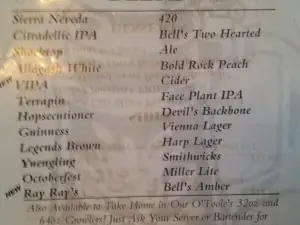 Sierra Neveda 420
Citradellic IPA Bell's Two Hearted
Shocktop Ale
Allagash White Bold Rock Peach
NEW VIIPA Cider
Terrapin Face Plant IPA
Hopsecutioner Devil's Backbone
Guinness Vienna Lager
Legends Brown Harp Lager
Yuengling Smithwicks
Octoberfest Miller Lite
NEW Ray Ray's Bell's Amber
Also Available to Take Home in Our O'Toole's 32oz and
64oz Growlers! Just Ask Your Server or Bartender for